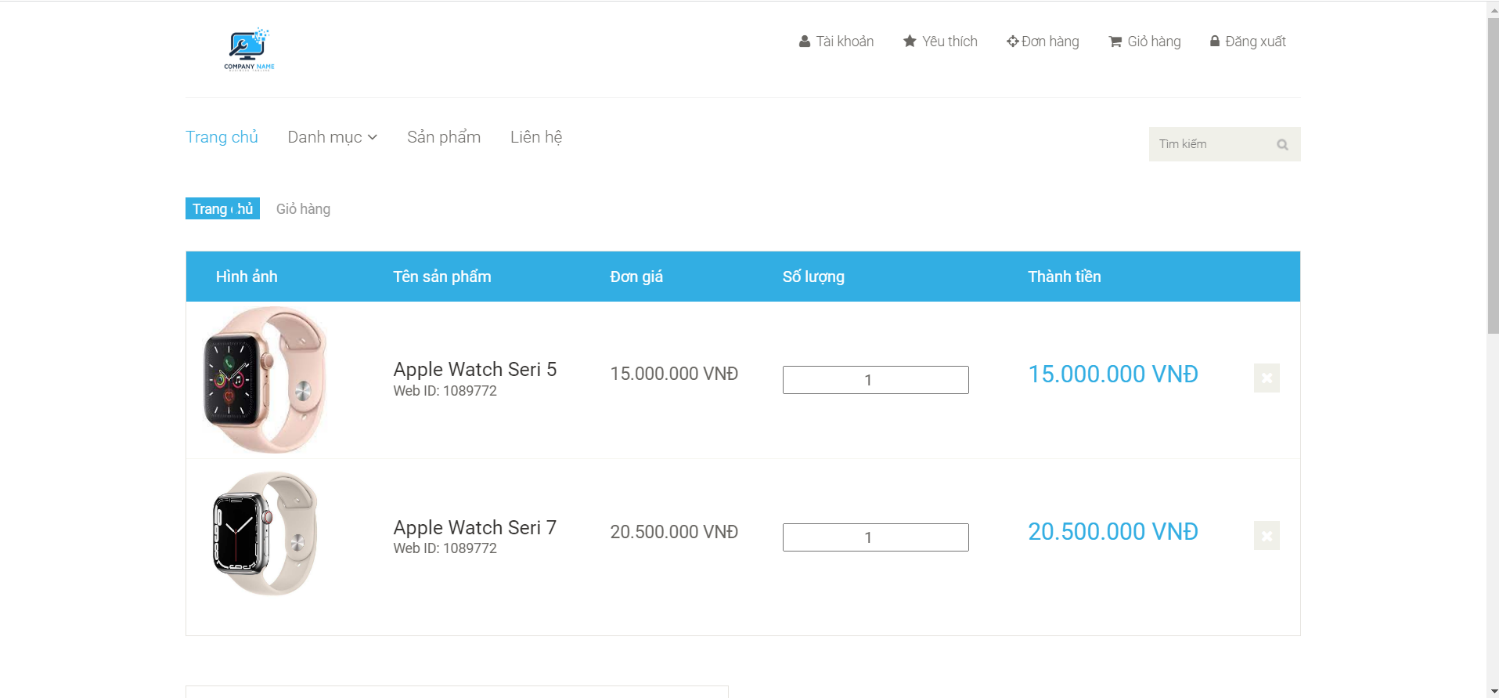 COMPANY NAME
Tài khoản Yêu thích Đơn hàng Giỏ hàng Đăng xuất
Trang chủ Danh mục Sản phẩm Liên hệ
Tìm kiếm
Trang chủ Giỏ hàng
Hình ảnh Tên sản phẩm Đơn giá Số lượng Thành tiền
Apple Watch Seri 5 15.000.000 VNĐ 1 15.000.000 VNĐ
Web ID: 1089772
Apple Watch Seri 7 20.500.000 VNĐ 1 20.500.000 VNĐ
Web ID: 1089772